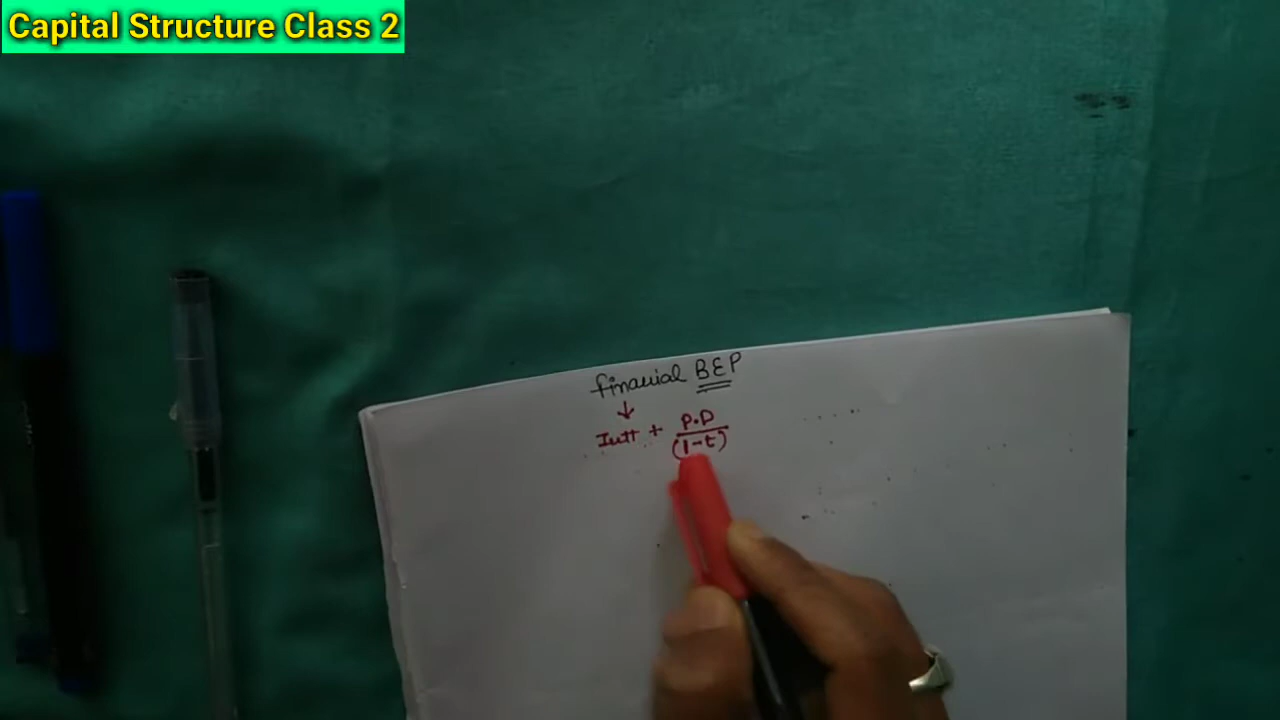 Capital Structure Class 2
financial BEP
↓
Intt + P.D
(1-t)